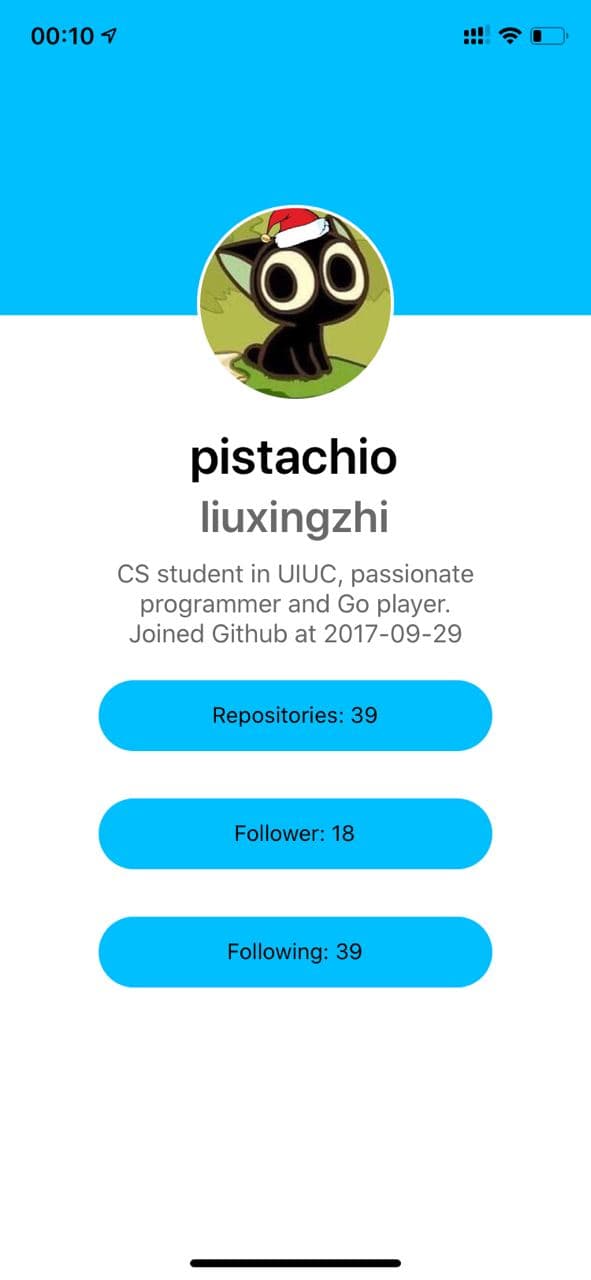 00:10
pistachio
liuxingzhi
CS student in UIUC, passionate
programmer and Go player.
Joined Github at 2017-09-29
Repositories: 39
Follower: 18
Following: 39